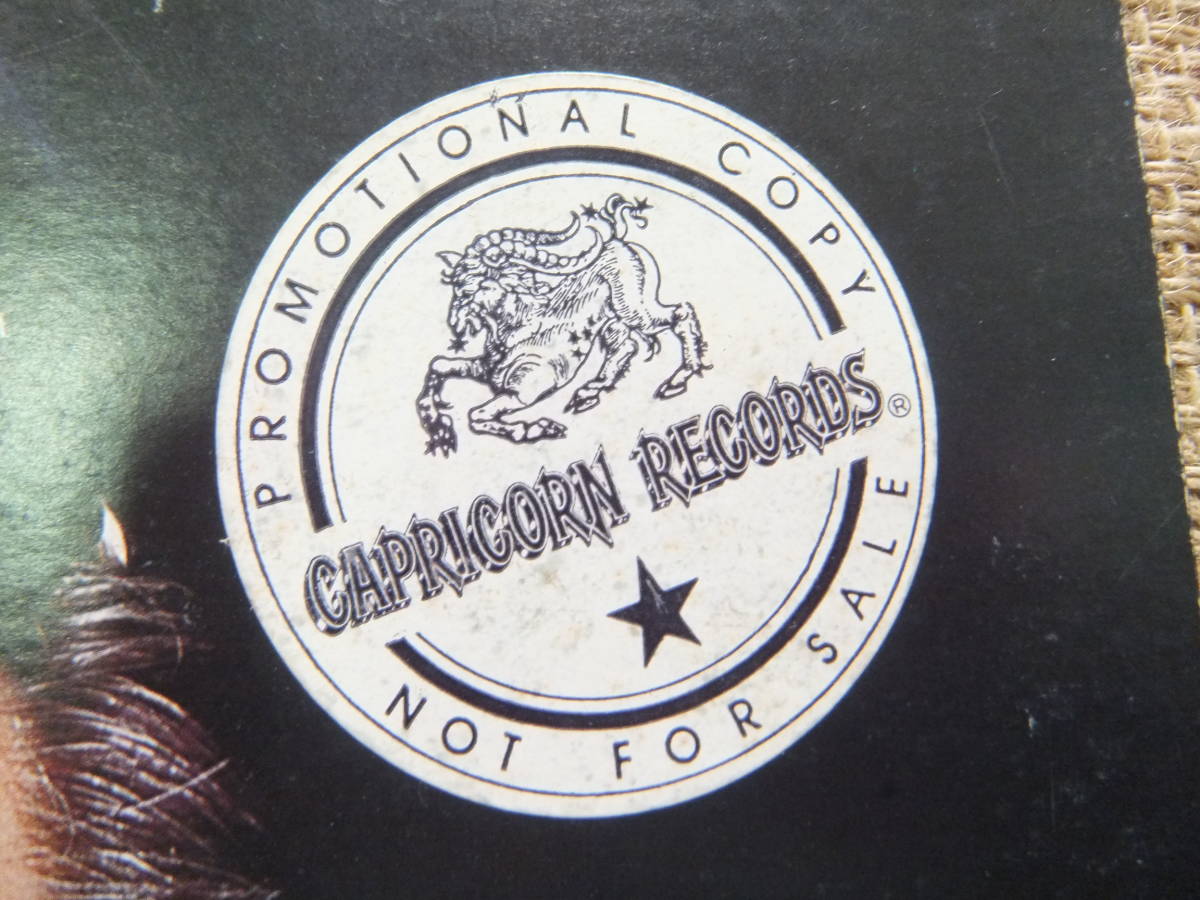 PROMOTIONAL COPY
CAPRICORN RECORDS®
NOT FOR SALE